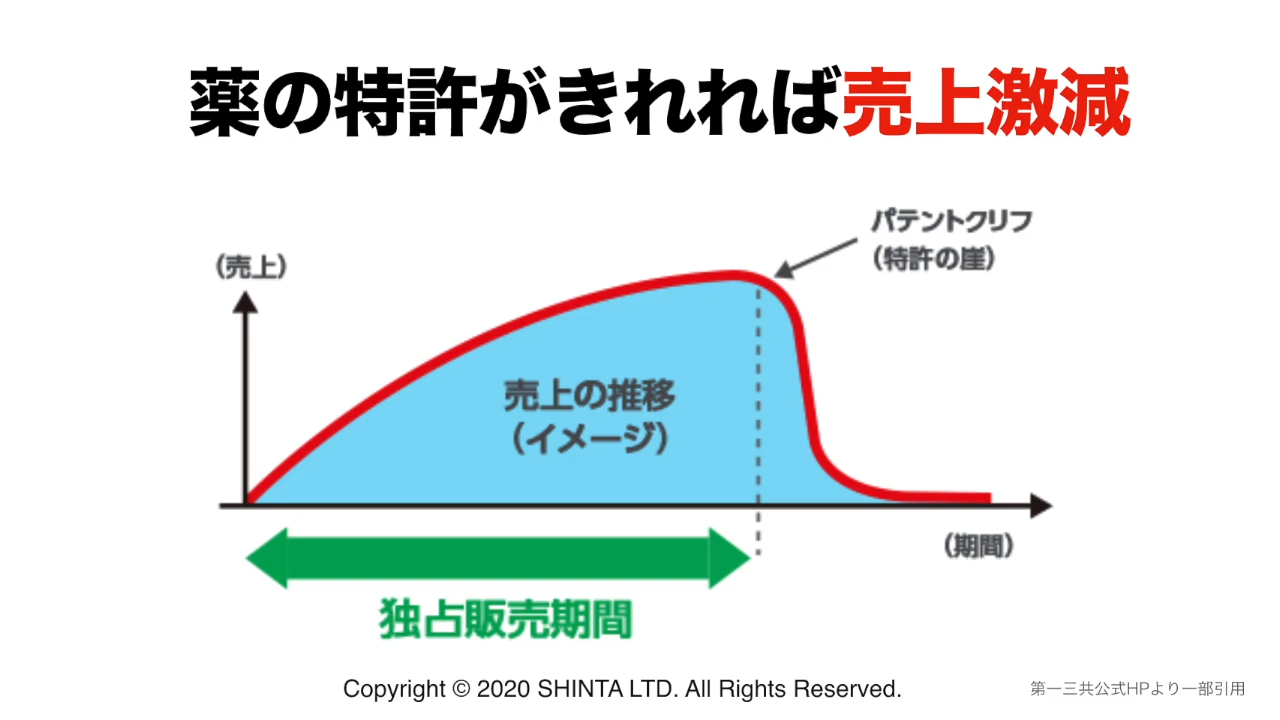 薬の特許がきれれば売上激減
パテントクリフ
（特許の崖）
（売上）
売上の推移
（イメージ）
（期間）
独占販売期間
Copyright © 2020 SHINTA LTD. All Rights Reserved.
第一三共公式HPより一部引用